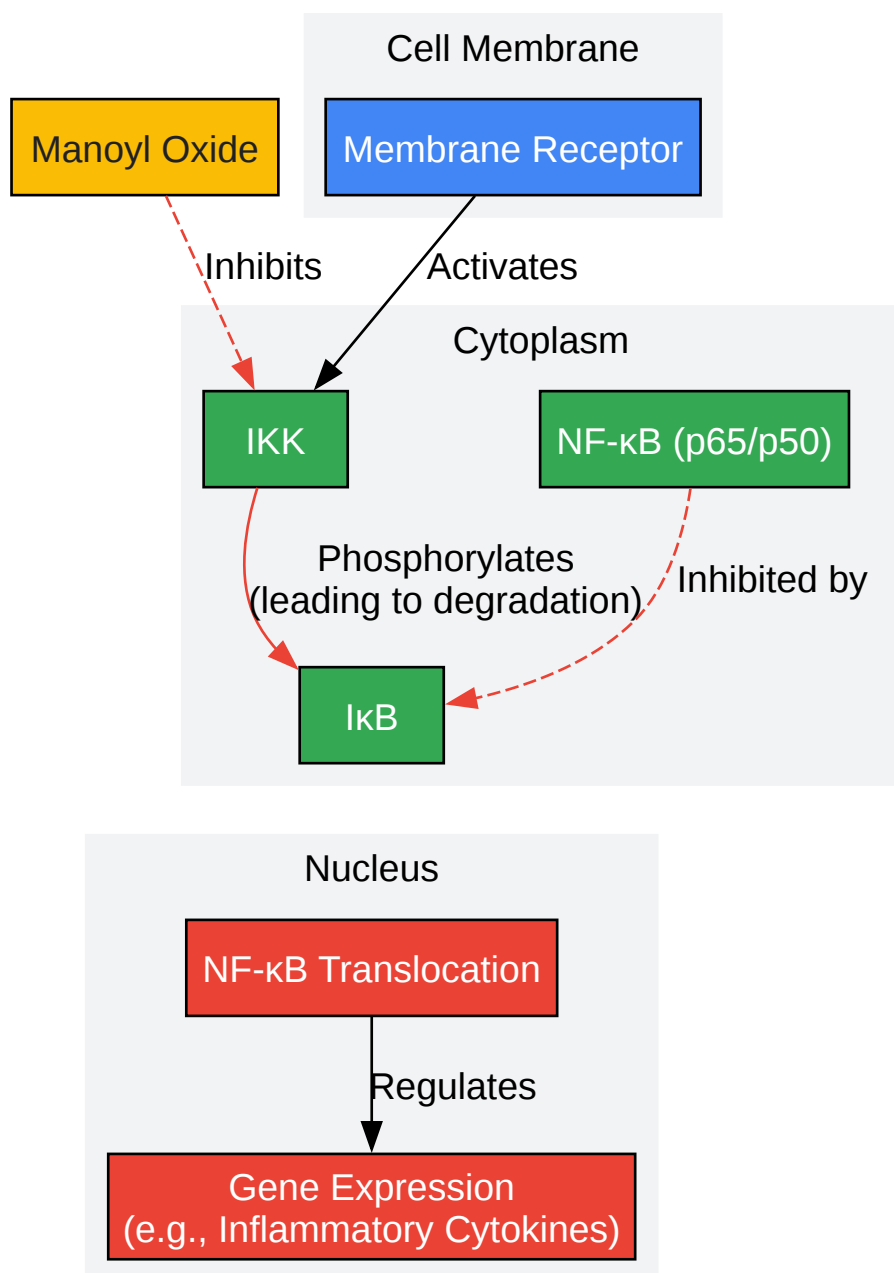 Cell Membrane
Manoyl Oxide
Membrane Receptor
Inhibits
Activates
Cytoplasm
IKK
NF-κB (p65/p50)
Phosphorylates
(leading to degradation)
Inhibited by
IκB
Nucleus
NF-κB Translocation
Regulates
Gene Expression
(e.g., Inflammatory Cytokines)